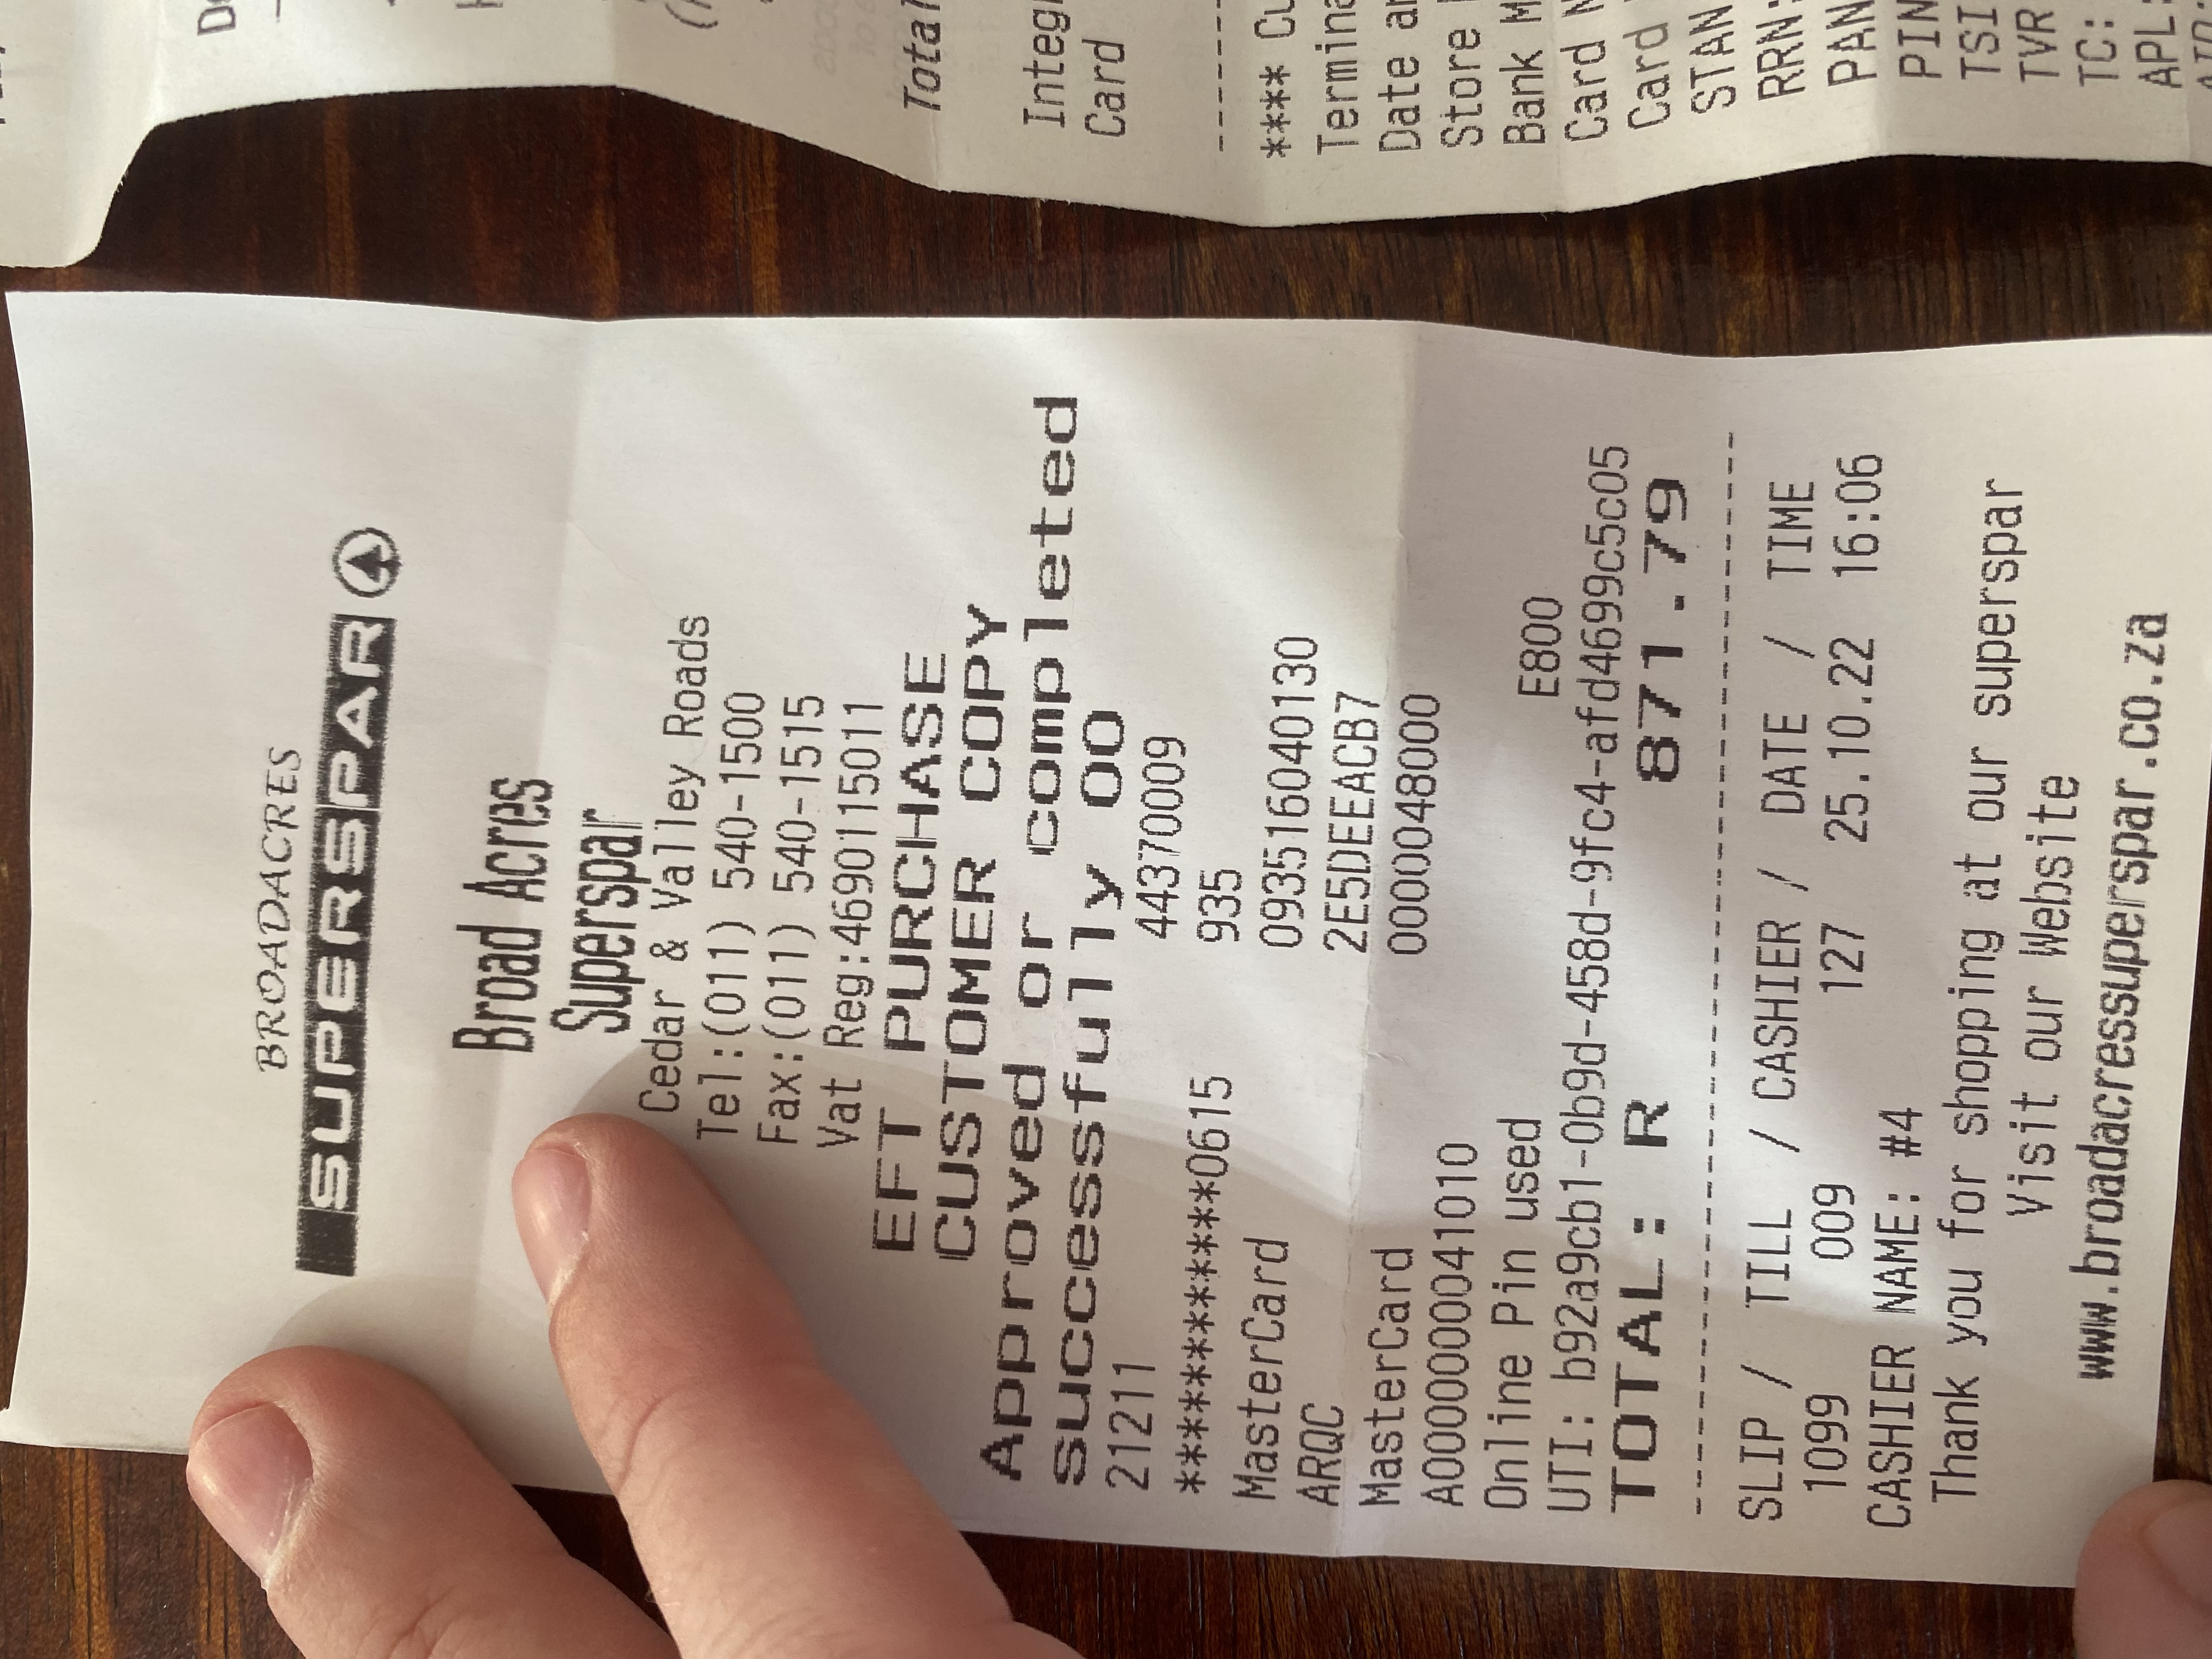 BROADACRES
SUPERSPAR
Broad Acres
Superspar
Cedar & Valley Roads
Tel:(011) 540-1500
Fax:(011) 540-1515
Vat Reg:4690115011
EFT PURCHASE
CUSTOMER COPY
Approved or completed
successfully 00
21211 44370009
************0615 935
MasterCard 093516040130
ARQC 2E5DEEACB7
MasterCard 0000048000
A0000000041010
Online Pin used E800
UTI: b92a9cb1-0b9d-458d-9fc4-afd4699c5c05
TOTAL: R 871.79
SLIP / TILL / CASHIER / DATE / TIME
1099 009 127 25.10.22 16:06
CASHIER NAME: #4
Thank you for shopping at our superspar
Visit our Website
www.broadacressuperspar.co.za
Total
Card
****
Date
Store
Bank
Card
Card
STAN
RRN:
PAN
PIN
TSI
TVR
TC:
APL: